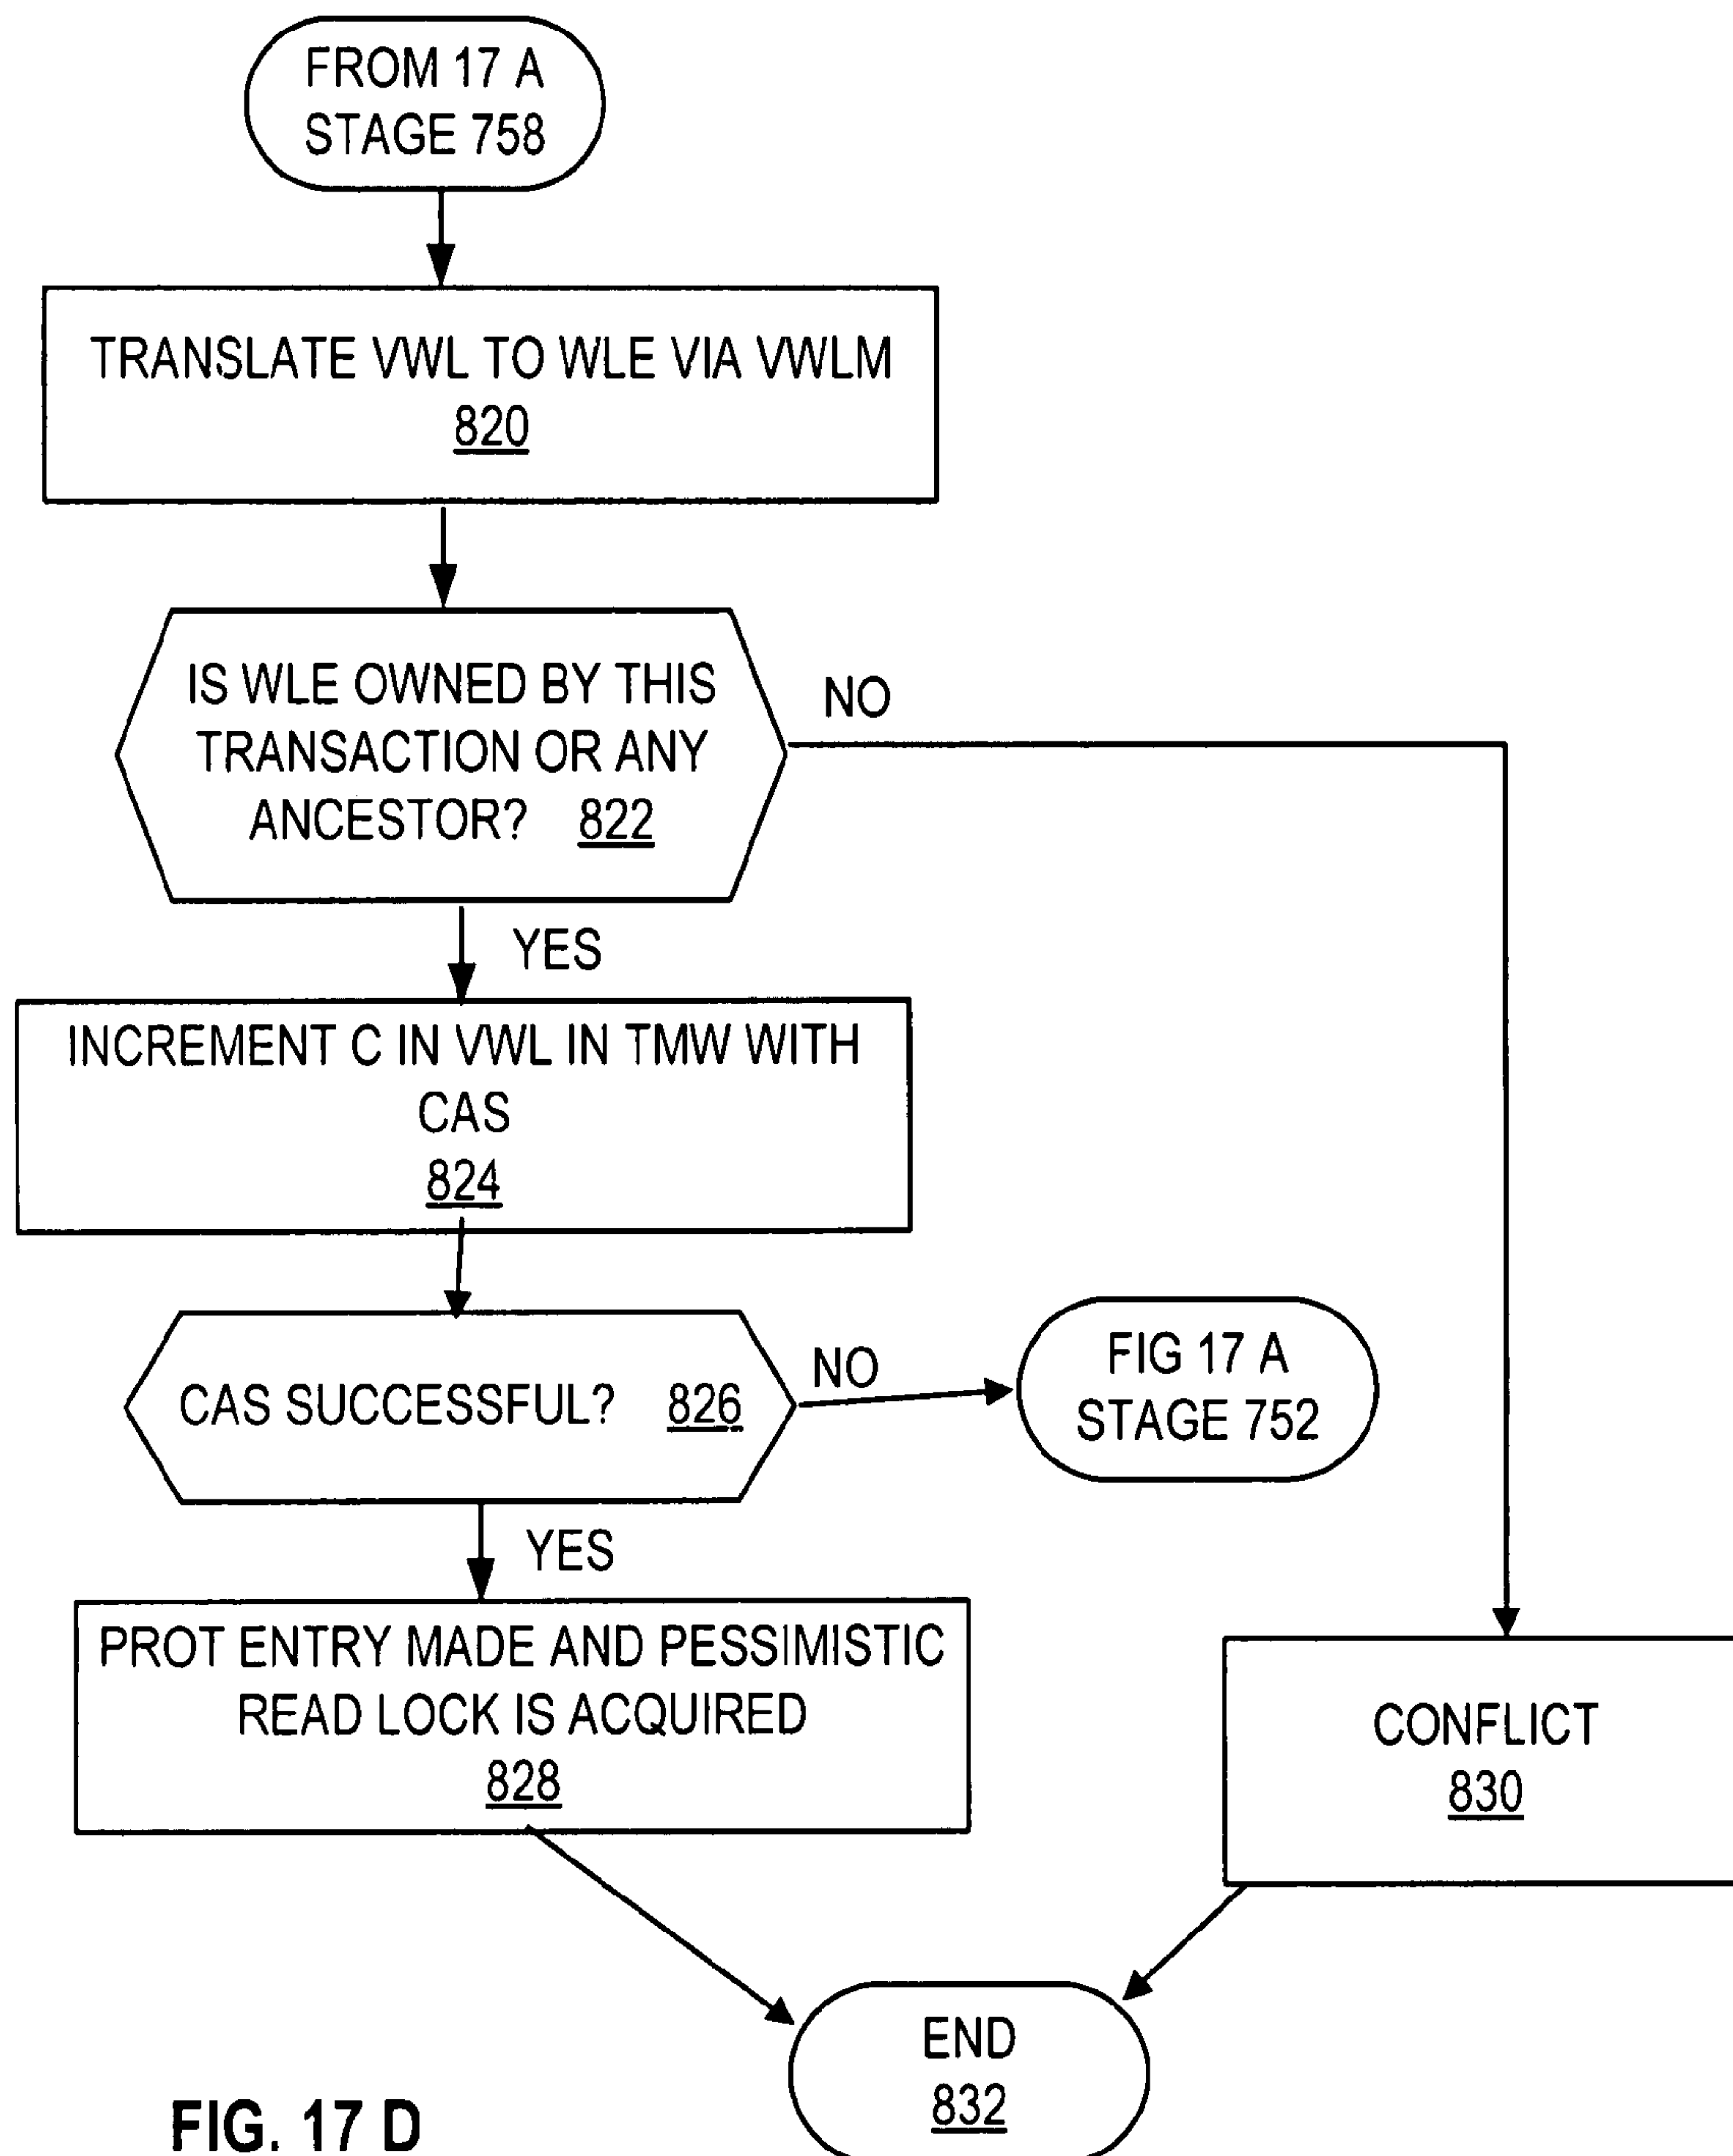 FROM 17 A
STAGE 758
TRANSLATE VWL TO WLE VIA VWLM
820
IS WLE OWNED BY THIS
TRANSACTION OR ANY
ANCESTOR? 822
NO
YES
INCREMENT C IN VWL IN TMW WITH
CAS
824
CAS SUCCESSFUL? 826
NO
FIG 17 A
STAGE 752
YES
PROT ENTRY MADE AND PESSIMISTIC
READ LOCK IS ACQUIRED
828
CONFLICT
830
END
832
FIG. 17 D